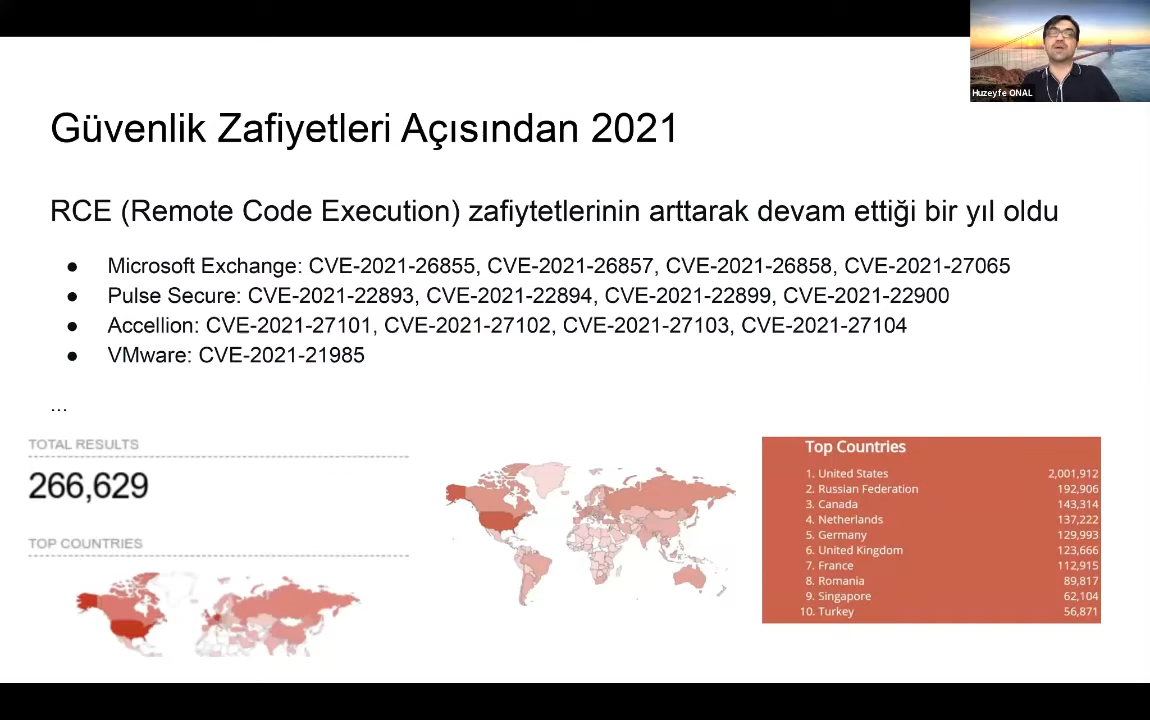 Huzeyfe ONAL
Güvenlik Zafiyetleri Açısından 2021
RCE (Remote Code Execution) zafiytetlerinin arttarak devam ettiği bir yıl oldu
● Microsoft Exchange: CVE-2021-26855, CVE-2021-26857, CVE-2021-26858, CVE-2021-27065
● Pulse Secure: CVE-2021-22893, CVE-2021-22894, CVE-2021-22899, CVE-2021-22900
● Accellion: CVE-2021-27101, CVE-2021-27102, CVE-2021-27103, CVE-2021-27104
● VMware: CVE-2021-21985
...
TOTAL RESULTS
266,629
TOP COUNTRIES
Top Countries
1. United States 2,001,912
2. Russian Federation 192,906
3. Canada 143,314
4. Netherlands 137,222
5. Germany 129,993
6. United Kingdom 123,666
7. France 112,915
8. Romania 89,817
9. Singapore 62,104
10. Turkey 56,871